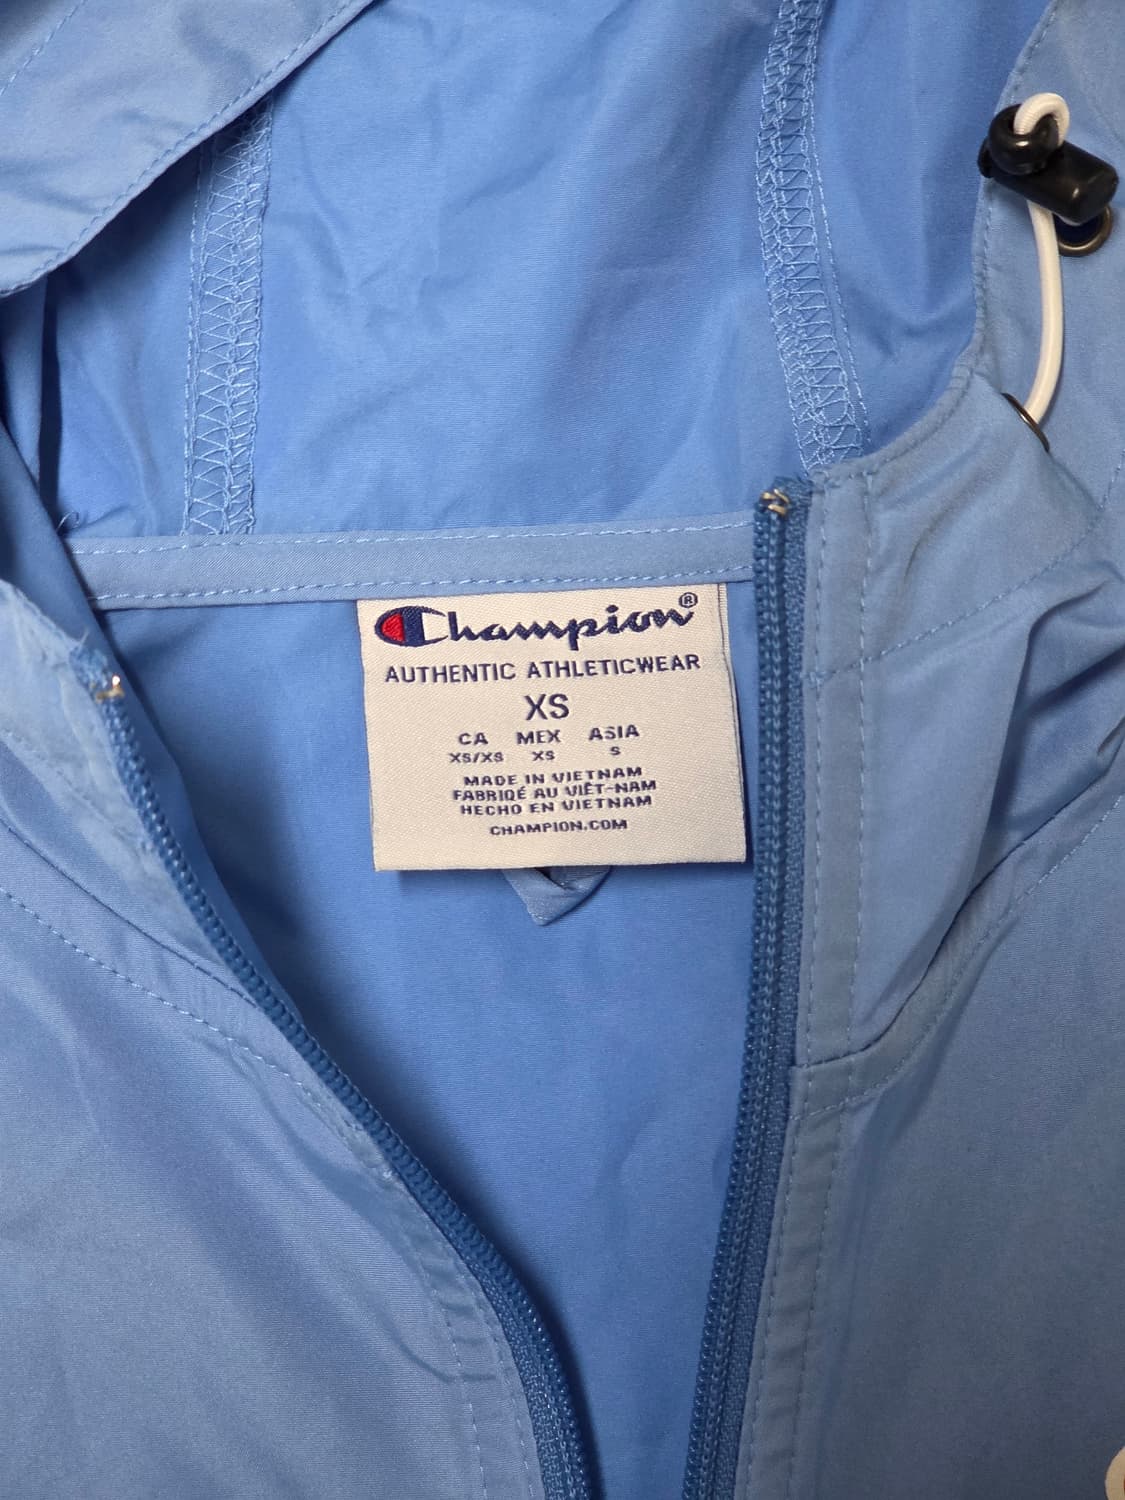 Champion®
AUTHENTIC ATHLETICWEAR
XS
CA MEX ASIA
XS/XS XS S
MADE IN VIETNAM
FABRIQÉ AU VIÊT-NAM
HECHO EN VIETNAM
CHAMPION.COM